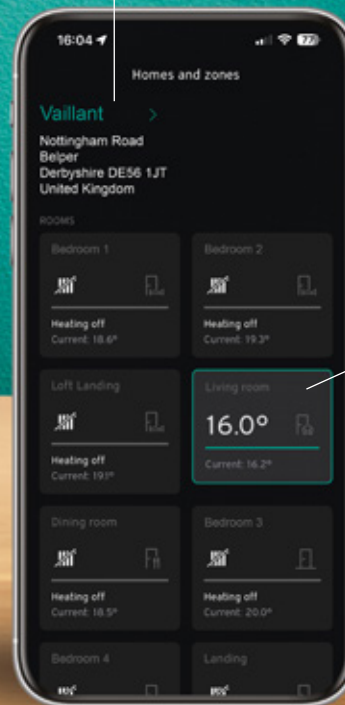 16:04
77
Homes and zones
Vaillant >
Nottingham Road
Belper
Derbyshire DE56 1JT
United Kingdom
ROOMS
Bedroom 1
Bedroom 2
Heating off
Current: 18.6°
Heating off
Current: 19.3°
Loft Landing
Living room
16.0°
Heating off
Current: 19.1°
Current: 16.2°
Dining room
Bedroom 3
Heating off
Current: 18.5°
Heating off
Current: 20.0°
Bedroom 4
Landing